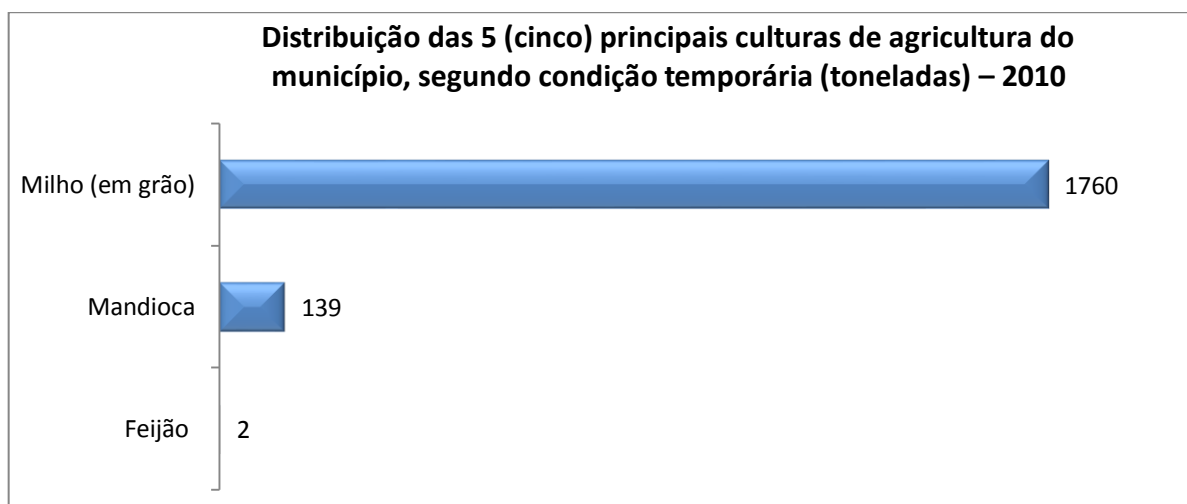 Distribuição das 5 (cinco) principais culturas de agricultura do
município, segundo condição temporária (toneladas) – 2010
Milho (em grão)
1760
Mandioca
139
Feijão
2